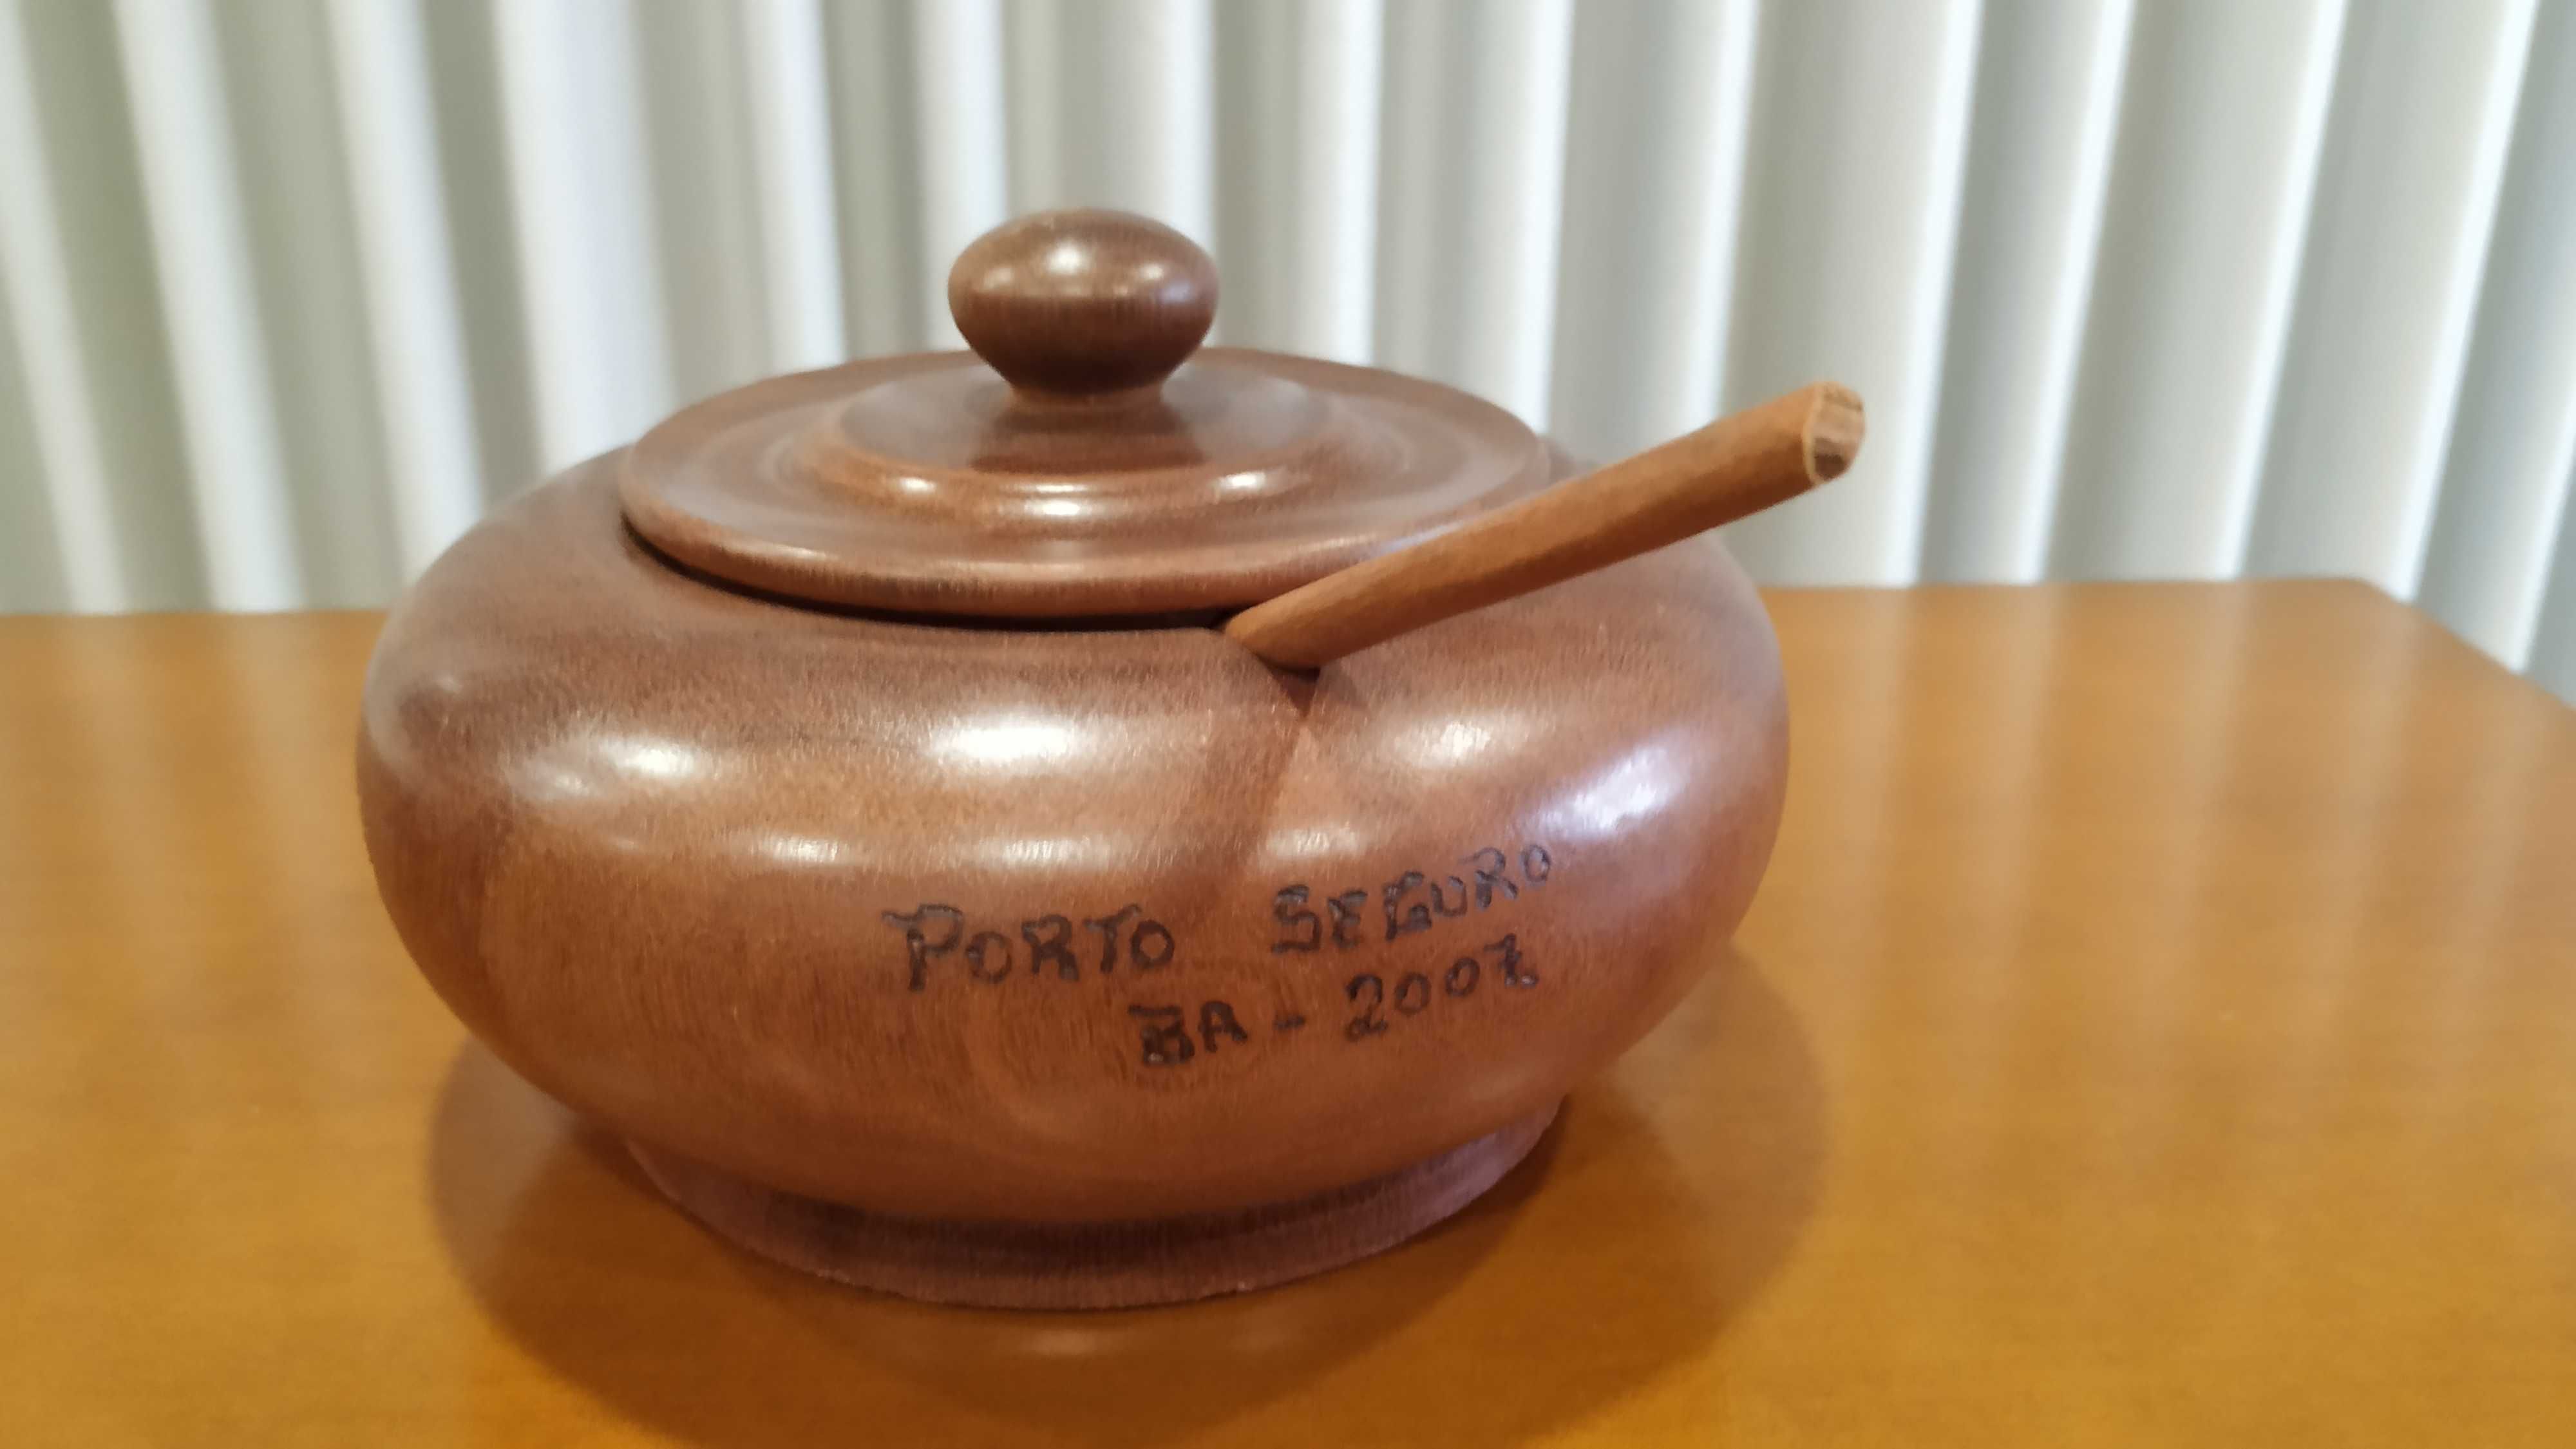 PORTO SEGURO
BA - 2007